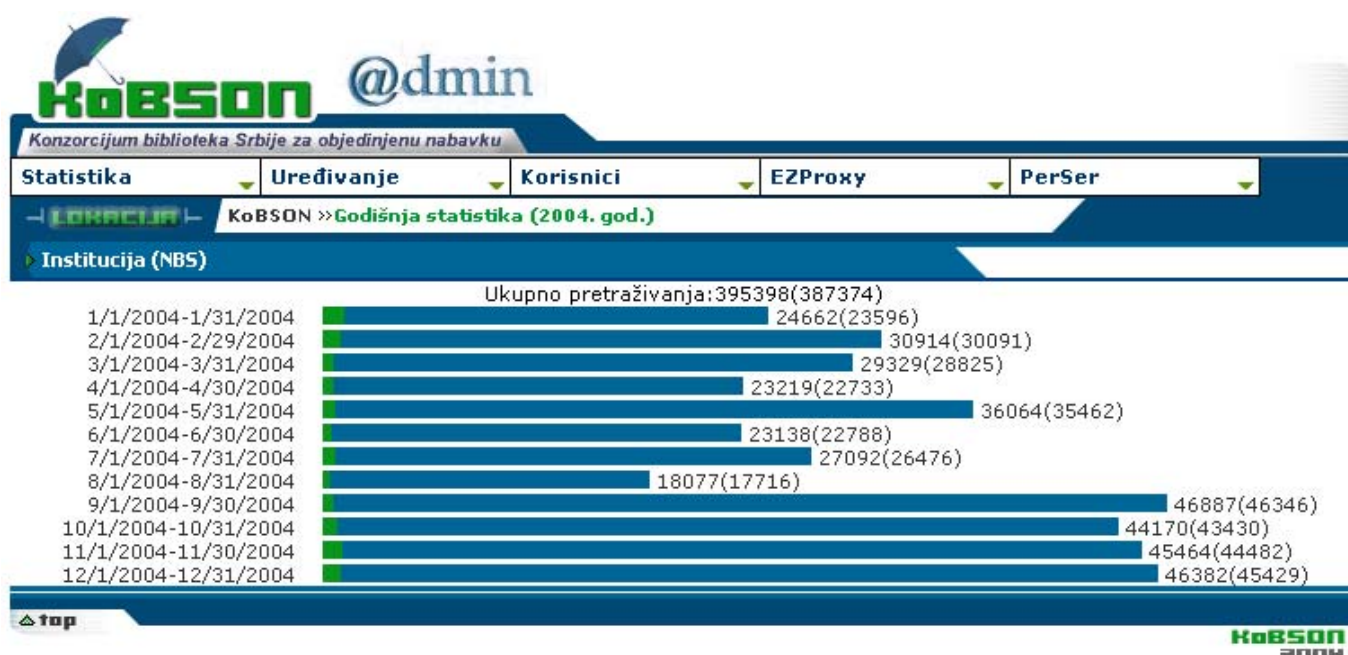 KoBSON @dmin
Konzorcijum biblioteka Srbije za objedinjenu nabavku
Statistika Uređivanje Korisnici EZProxy PerSer
LOKACIJA KoBSON »Godišnja statistika (2004. god.)
Institucija (NBS)
Ukupno pretraživanja:395398(387374)
1/1/2004-1/31/2004 24662(23596)
2/1/2004-2/29/2004 30914(30091)
3/1/2004-3/31/2004 29329(28825)
4/1/2004-4/30/2004 23219(22733)
5/1/2004-5/31/2004 36064(35462)
6/1/2004-6/30/2004 23138(22788)
7/1/2004-7/31/2004 27092(26476)
8/1/2004-8/31/2004 18077(17716)
9/1/2004-9/30/2004 46887(46346)
10/1/2004-10/31/2004 44170(43430)
11/1/2004-11/30/2004 45464(44482)
12/1/2004-12/31/2004 46382(45429)
top
KoBSON
2004